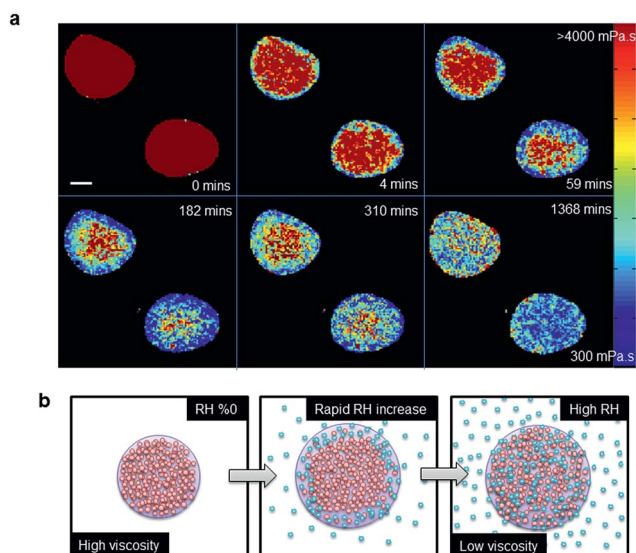 a
>4000 mPa.s
0 mins
4 mins
59 mins
182 mins
310 mins
1368 mins
300 mPa.s
b
RH %0
Rapid RH increase
High RH
High viscosity
Low viscosity